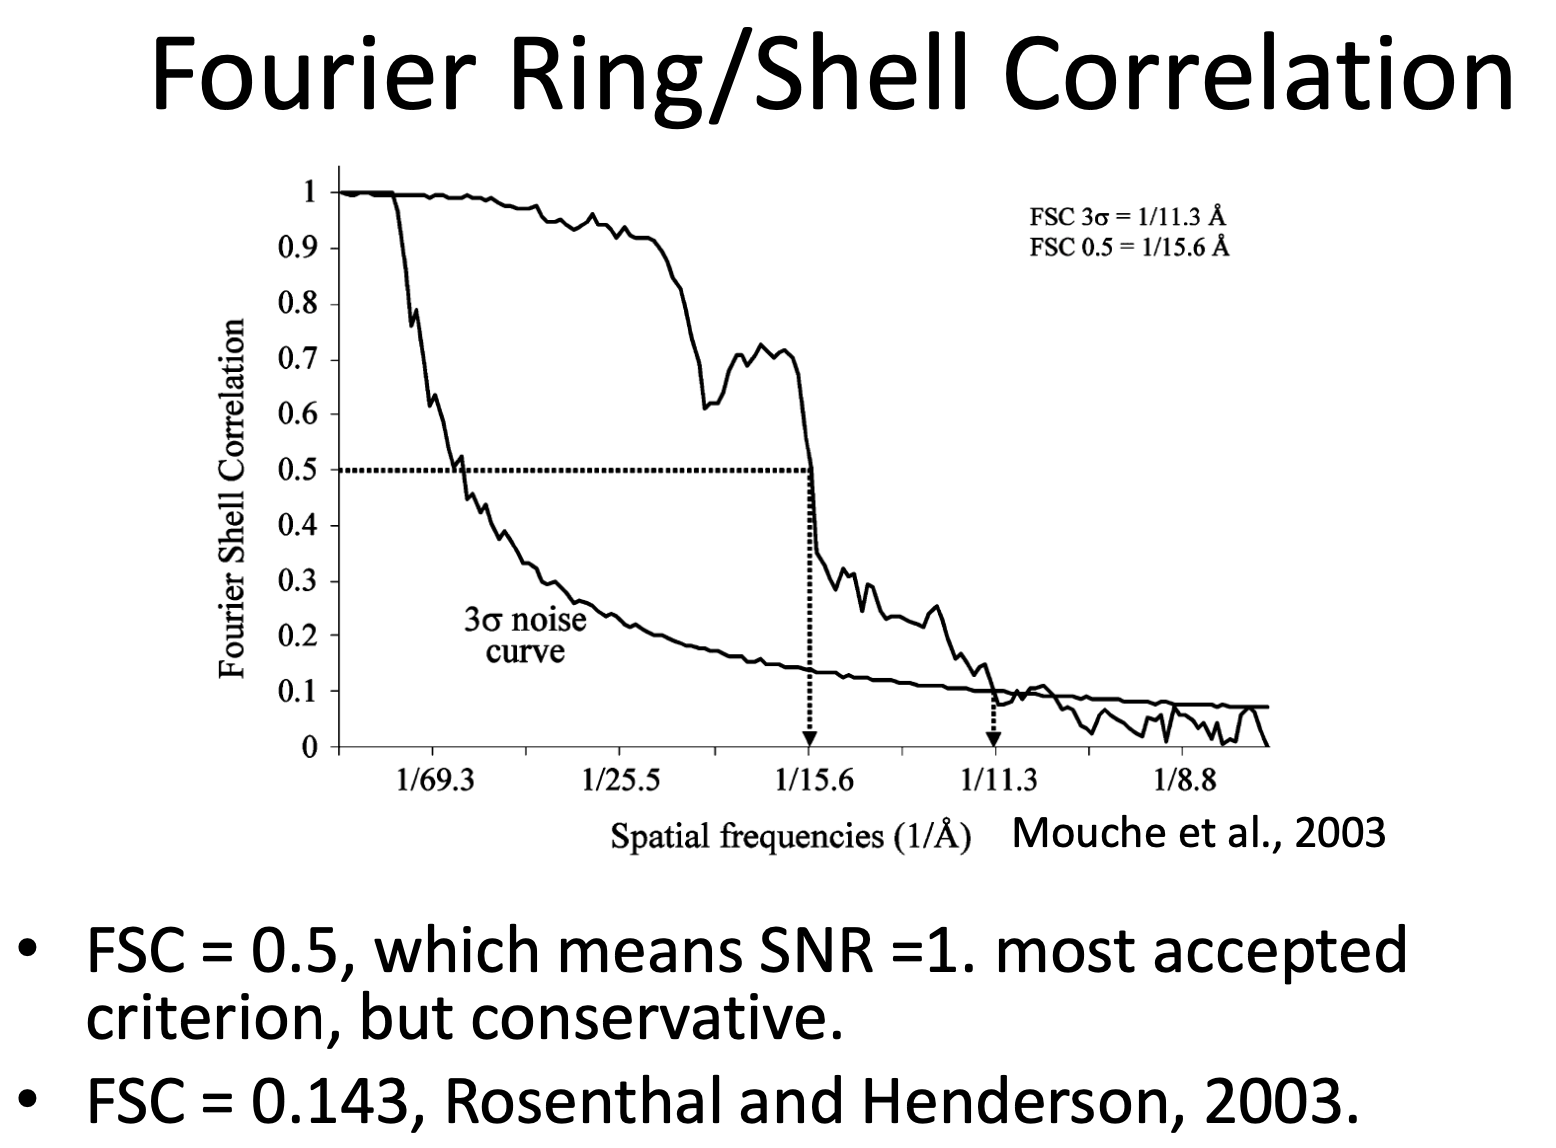 Fourier Ring/Shell Correlation
FSC 3σ = 1/11.3 Å
FSC 0.5 = 1/15.6 Å
1
0.9
0.8
0.7
0.6
0.5
0.4
0.3
0.2
0.1
0
Fourier Shell Correlation
3σ noise
curve
1/69.3 1/25.5 1/15.6 1/11.3 1/8.8
Spatial frequencies (1/Å) Mouche et al., 2003
• FSC = 0.5, which means SNR =1. most accepted
criterion, but conservative.
• FSC = 0.143, Rosenthal and Henderson, 2003.